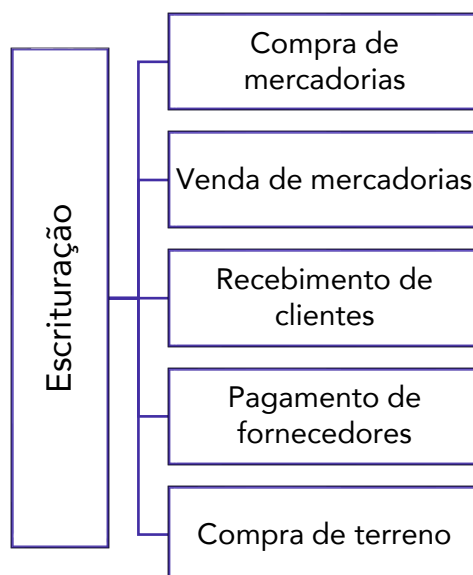 Escrituração
Compra de
mercadorias
Venda de mercadorias
Recebimento de
clientes
Pagamento de
fornecedores
Compra de terreno